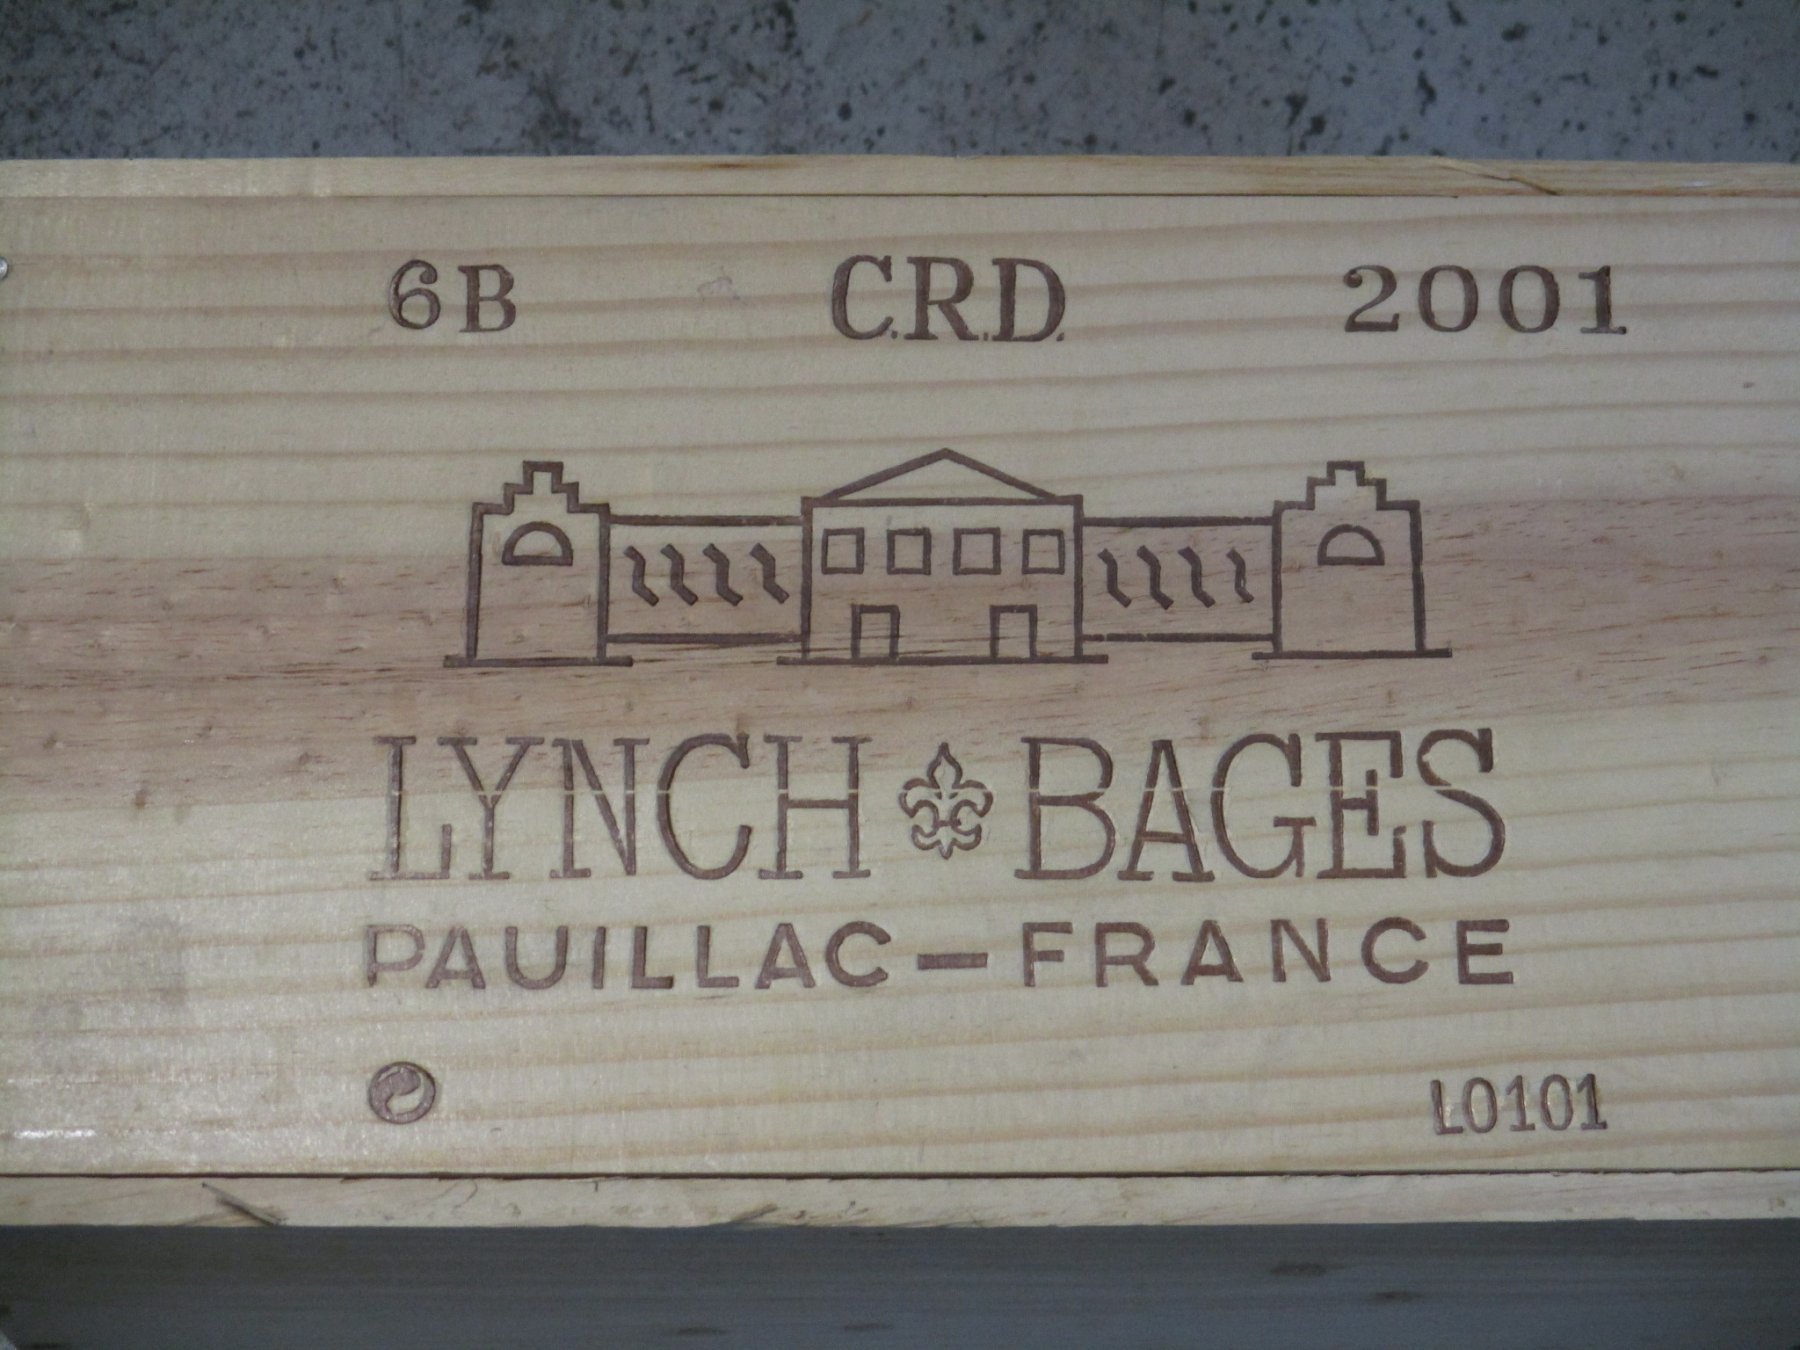 6B C.R.D. 2001
LYNCH BAGES
PAUILLAC — FRANCE
L0101